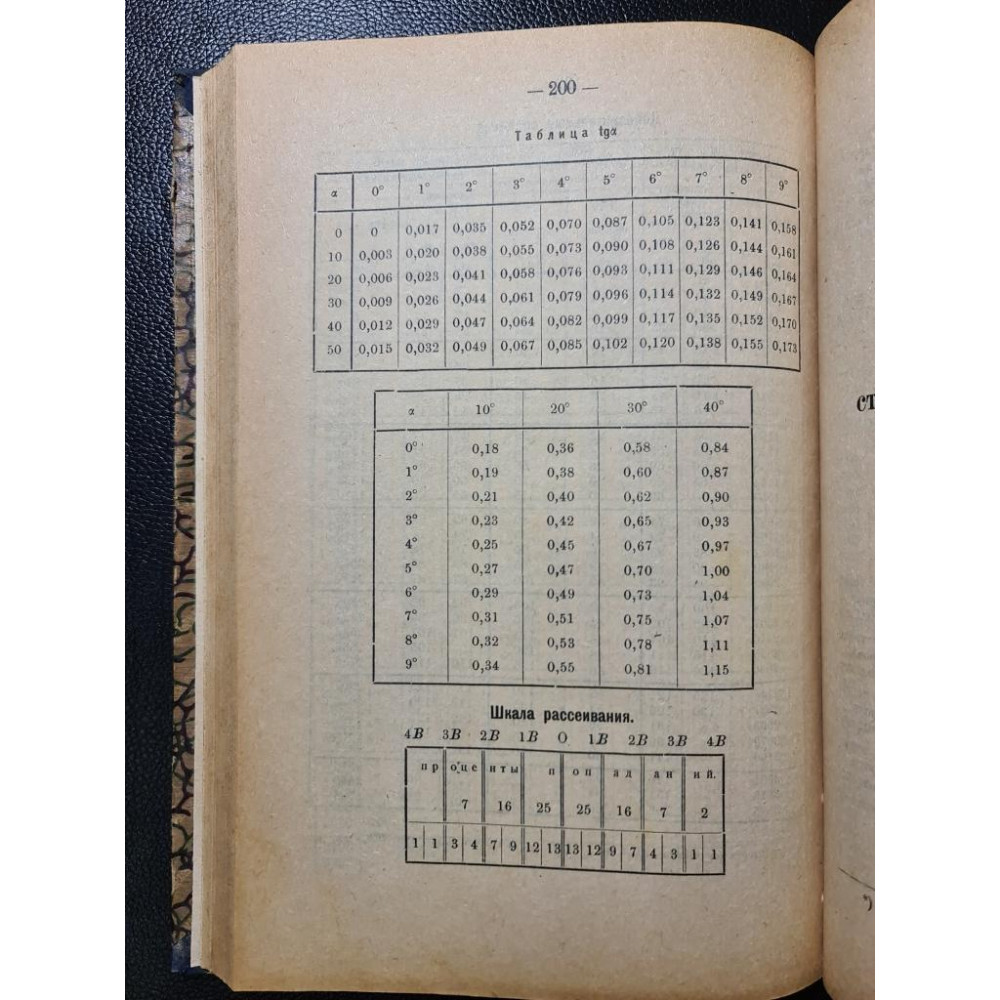 — 200 —
Таблица tgα
α 0° 1° 2° 3° 4° 5° 6° 7° 8° 9°
0 0 0,017 0,035 0,052 0,070 0,087 0,105 0,123 0,141 0,158
10 0,003 0,020 0,038 0,055 0,073 0,090 0,108 0,126 0,144 0,161
20 0,006 0,023 0,041 0,058 0,076 0,093 0,111 0,129 0,146 0,164
30 0,009 0,026 0,044 0,061 0,079 0,096 0,114 0,132 0,149 0,167
40 0,012 0,029 0,047 0,064 0,082 0,099 0,117 0,135 0,152 0,170
50 0,015 0,032 0,049 0,067 0,085 0,102 0,120 0,138 0,155 0,173
α 10° 20° 30° 40°
0° 0,18 0,36 0,58 0,84
1° 0,19 0,38 0,60 0,87
2° 0,21 0,40 0,62 0,90
3° 0,23 0,42 0,65 0,93
4° 0,25 0,45 0,67 0,97
5° 0,27 0,47 0,70 1,00
6° 0,29 0,49 0,73 1,04
7° 0,31 0,51 0,75 1,07
8° 0,32 0,53 0,78 1,11
9° 0,34 0,55 0,81 1,15
Шкала рассеивания.
4В 3В 2В 1В О 1В 2В 3В 4В
проценты попаданий.
7 16 25 25 16 7 2
1 1 3 4 7 9 12 13 13 12 9 7 4 3 1 1